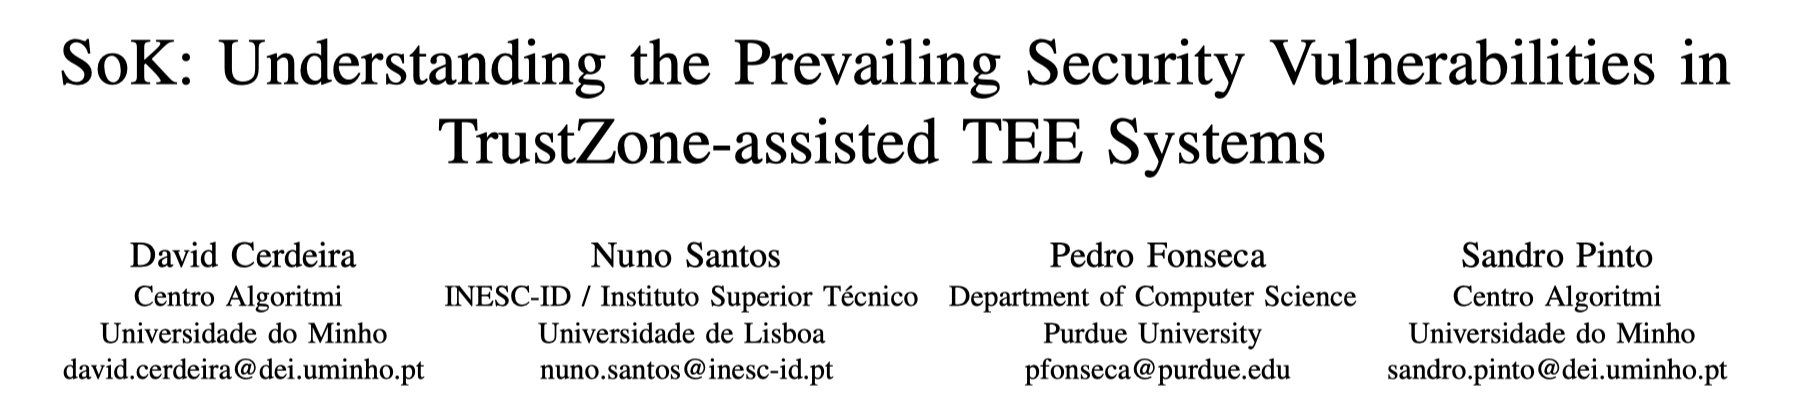 SoK: Understanding the Prevailing Security Vulnerabilities in
TrustZone-assisted TEE Systems
David Cerdeira
Centro Algoritmi
Universidade do Minho
david.cerdeira@dei.uminho.pt
Nuno Santos
INESC-ID / Instituto Superior Técnico
Universidade de Lisboa
nuno.santos@inesc-id.pt
Pedro Fonseca
Department of Computer Science
Purdue University
pfonseca@purdue.edu
Sandro Pinto
Centro Algoritmi
Universidade do Minho
sandro.pinto@dei.uminho.pt